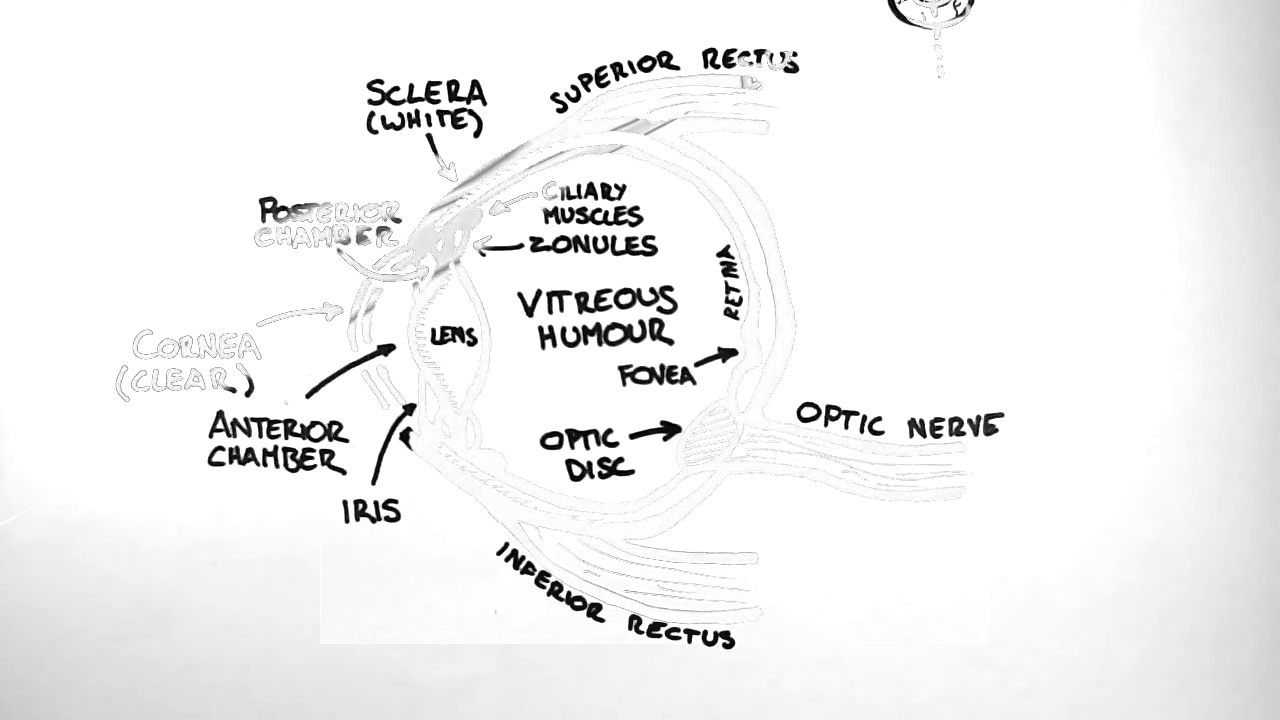 SUPERIOR RECTUS
SCLERA
(WHITE)
CILIARY
MUSCLES
POSTERIOR
CHAMBER
ZONULES
RETNA
VITREOUS
HUMOUR
LENS
CORNEA
(CLEAR)
FOVEA
ANTERIOR
CHAMBER
OPTIC NERVE
OPTIC
DISC
IRIS
INFERIOR RECTUS